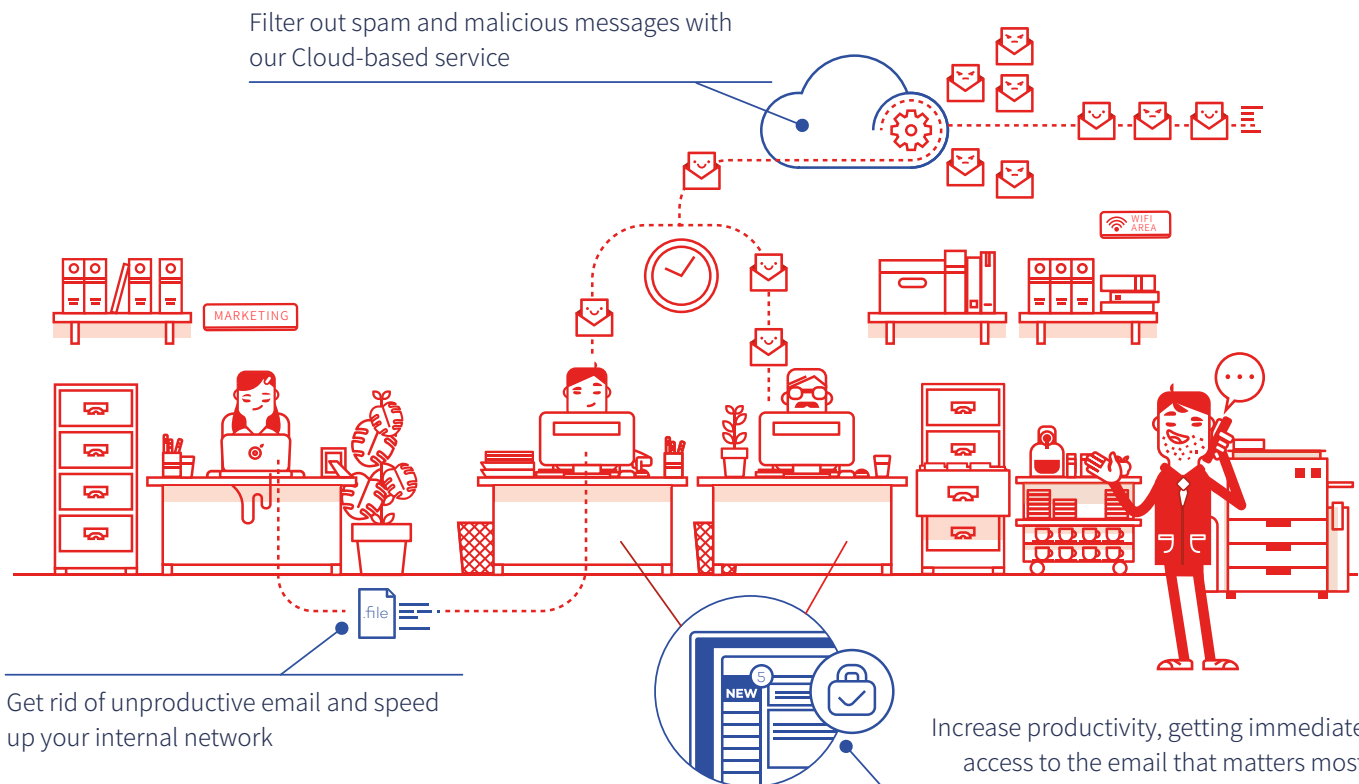 Filter out spam and malicious messages with
our Cloud-based service
WIFI
AREA
MARKETING
.file
5
NEW
Get rid of unproductive email and speed
up your internal network
Increase productivity, getting immediate
access to the email that matters most